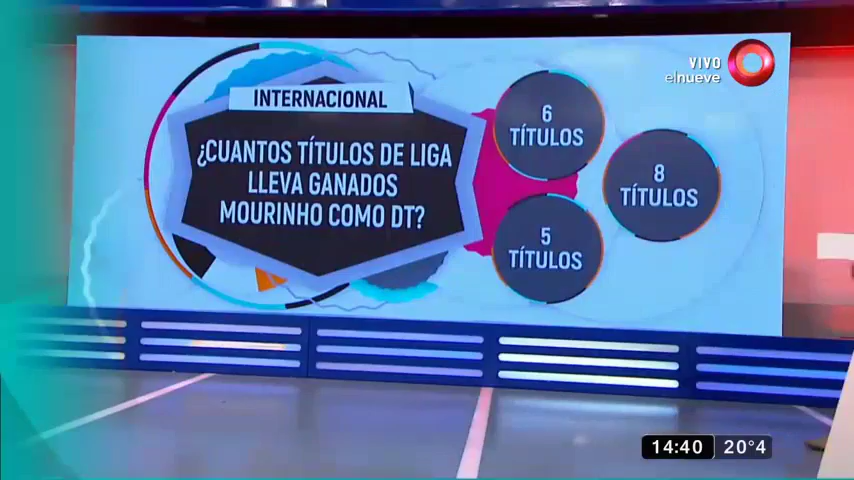 INTERNACIONAL
¿CUANTOS TÍTULOS DE LIGA
LLEVA GANADOS
MOURINHO COMO DT?
6
TÍTULOS
8
TÍTULOS
5
TÍTULOS
VIVO
elnueve
14:40 20°4